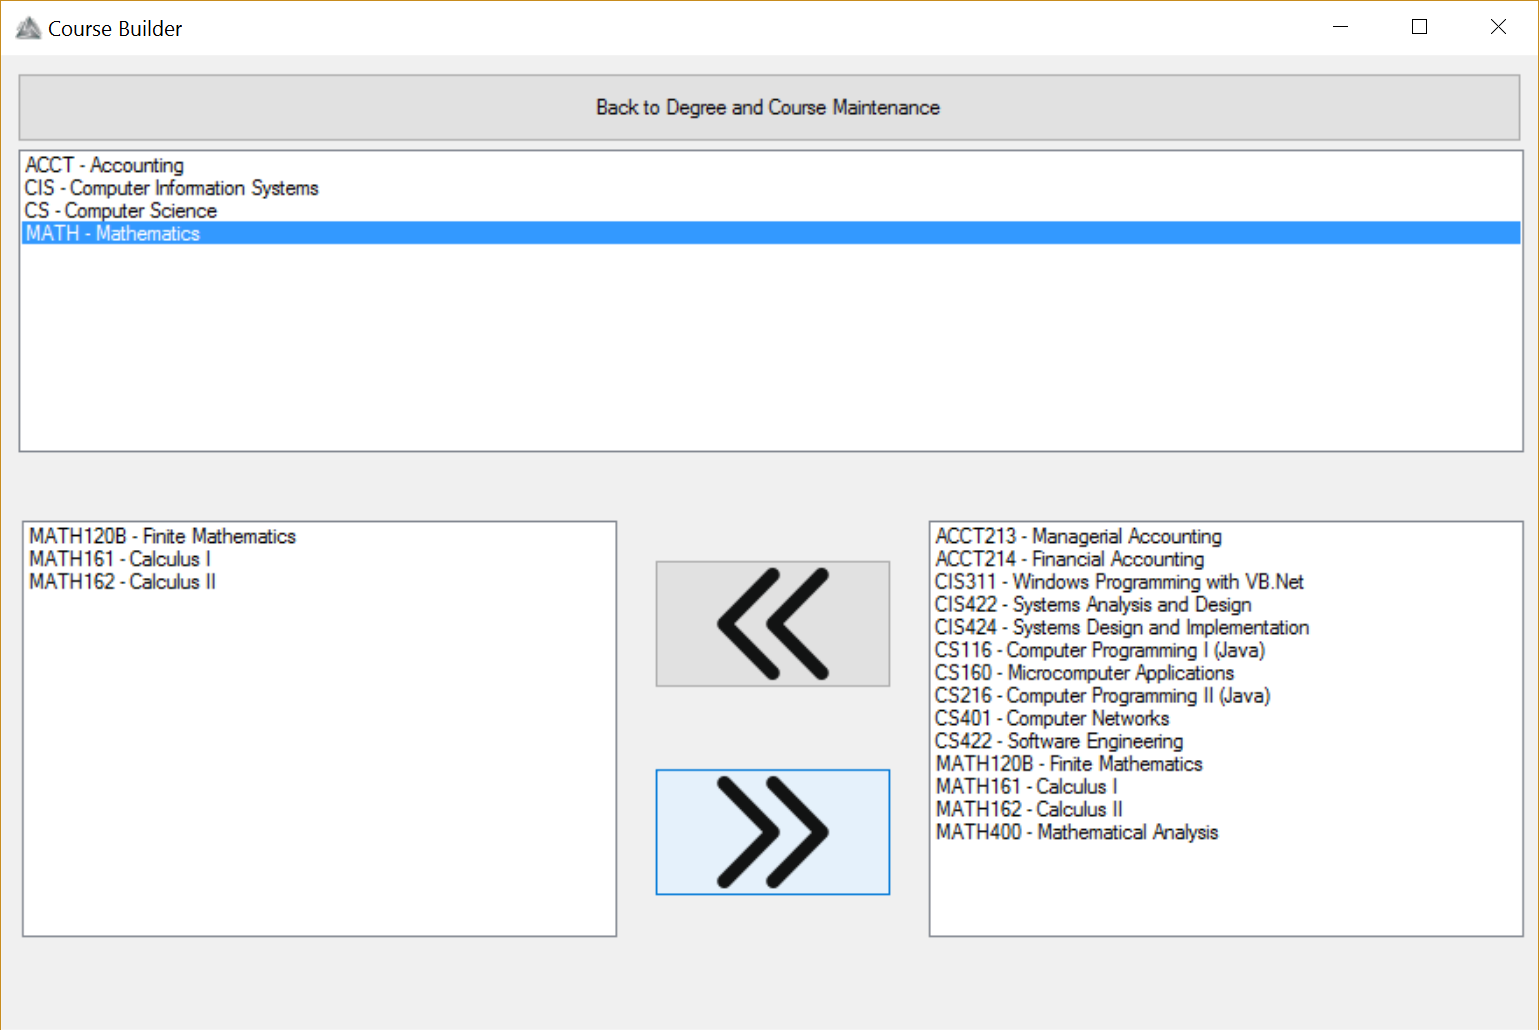 Course Builder
Back to Degree and Course Maintenance
ACCT - Accounting
CIS - Computer Information Systems
CS - Computer Science
MATH - Mathematics
MATH120B - Finite Mathematics
MATH161 - Calculus I
MATH162 - Calculus II
ACCT213 - Managerial Accounting
ACCT214 - Financial Accounting
CIS311 - Windows Programming with VB.Net
CIS422 - Systems Analysis and Design
CIS424 - Systems Design and Implementation
CS116 - Computer Programming I (Java)
CS160 - Microcomputer Applications
CS216 - Computer Programming II (Java)
CS401 - Computer Networks
CS422 - Software Engineering
MATH120B - Finite Mathematics
MATH161 - Calculus I
MATH162 - Calculus II
MATH400 - Mathematical Analysis